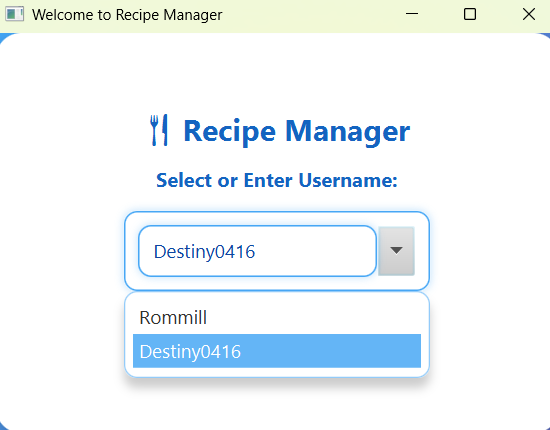 Welcome to Recipe Manager
Recipe Manager
Select or Enter Username:
Destiny0416
Rommill
Destiny0416